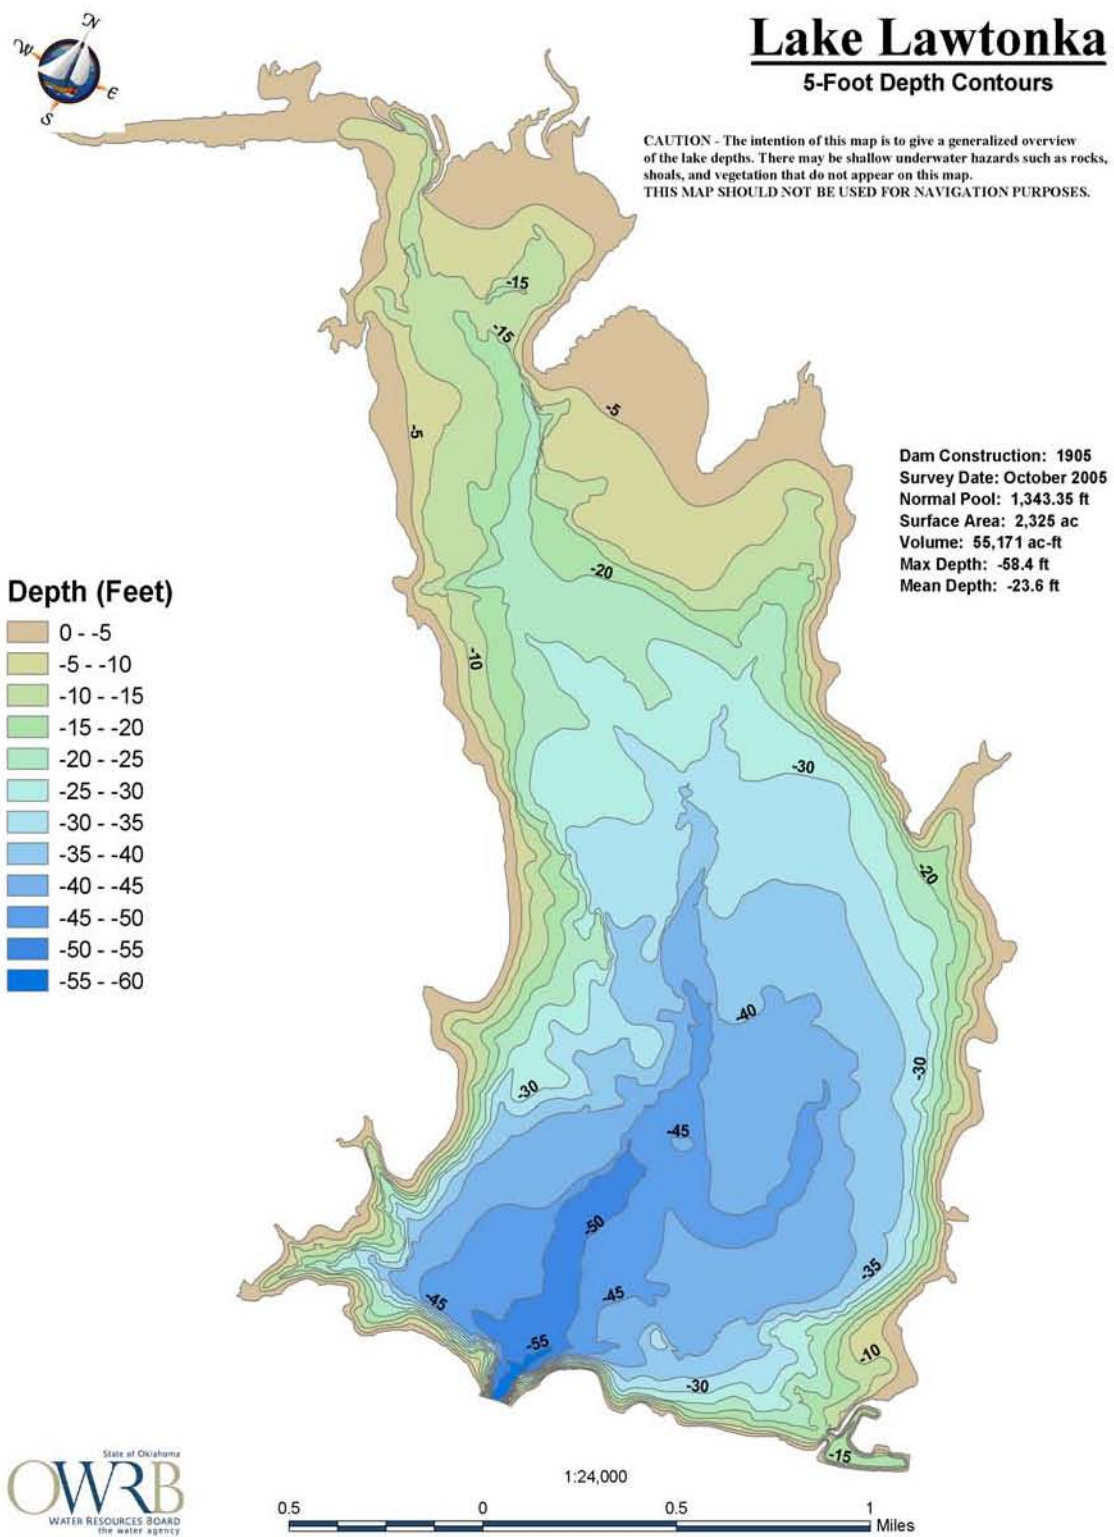 N
W
E
S
Lake Lawtonka
5-Foot Depth Contours
CAUTION - The intention of this map is to give a generalized overview
of the lake depths. There may be shallow underwater hazards such as rocks,
shoals, and vegetation that do not appear on this map.
THIS MAP SHOULD NOT BE USED FOR NAVIGATION PURPOSES.
-15
-15
-5
-5
Dam Construction: 1905
Survey Date: October 2005
Normal Pool: 1,343.35 ft
Surface Area: 2,325 ac
Volume: 55,171 ac-ft
Max Depth: -58.4 ft
Mean Depth: -23.6 ft
-20
Depth (Feet)
0 - -5
-5 - -10
-10 - -15
-15 - -20
-20 - -25
-25 - -30
-30 - -35
-35 - -40
-40 - -45
-45 - -50
-50 - -55
-55 - -60
-10
-30
-20
-40
-30
-30
-45
-50
-35
-45
-45
-55
-10
-30
-15
State of Oklahoma
OWRB
WATER RESOURCES BOARD
the water agency
1:24,000
0.5 0 0.5 1
Miles